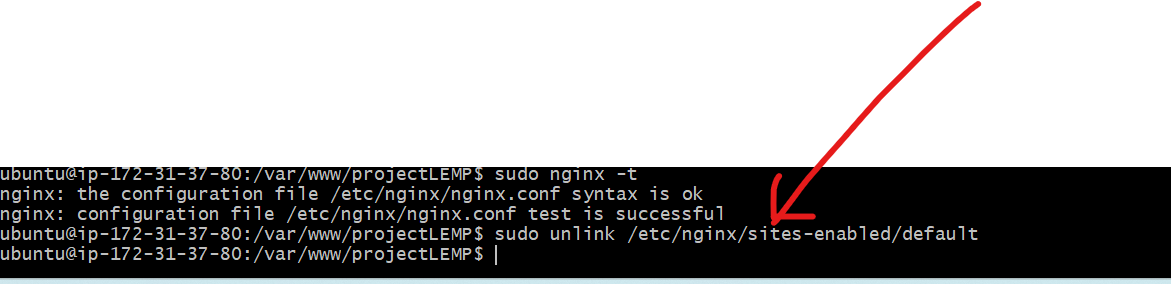 ubuntu@ip-172-31-37-80:/var/www/projectLEMP$ sudo nginx -t
nginx: the configuration file /etc/nginx/nginx.conf syntax is ok
nginx: configuration file /etc/nginx/nginx.conf test is successful
ubuntu@ip-172-31-37-80:/var/www/projectLEMP$ sudo unlink /etc/nginx/sites-enabled/default
ubuntu@ip-172-31-37-80:/var/www/projectLEMP$